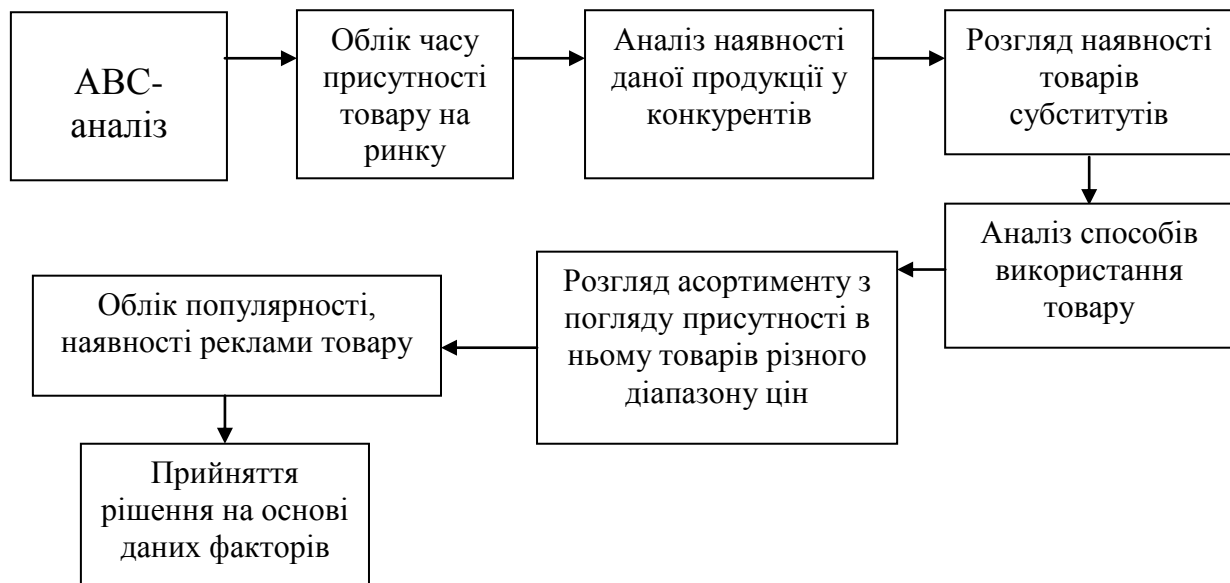 АВС-
аналіз
Облік часу
присутності
товару на
ринку
Аналіз наявності
даної продукції у
конкурентів
Розгляд наявності
товарів
субститутів
Аналіз способів
використання
товару
Розгляд асортименту з
погляду присутності в
ньому товарів різного
діапазону цін
Облік популярності,
наявності реклами товару
Прийняття
рішення на основі
даних факторів